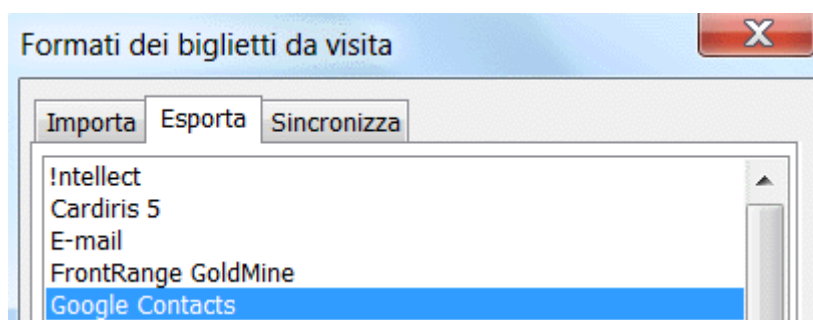 Formati dei biglietti da visita
Importa Esporta Sincronizza
!ntellect
Cardiris 5
E-mail
FrontRange GoldMine
Google Contacts